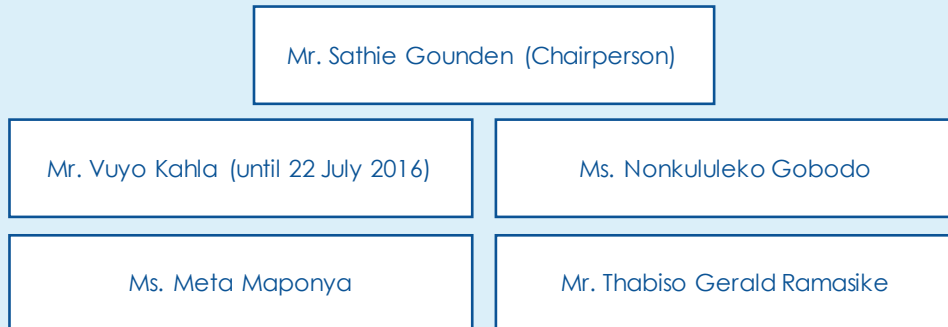 Mr. Sathie Gounden (Chairperson)
Mr. Vuyo Kahla (until 22 July 2016)
Ms. Nonkululeko Gobodo
Ms. Meta Maponya
Mr. Thabiso Gerald Ramasike